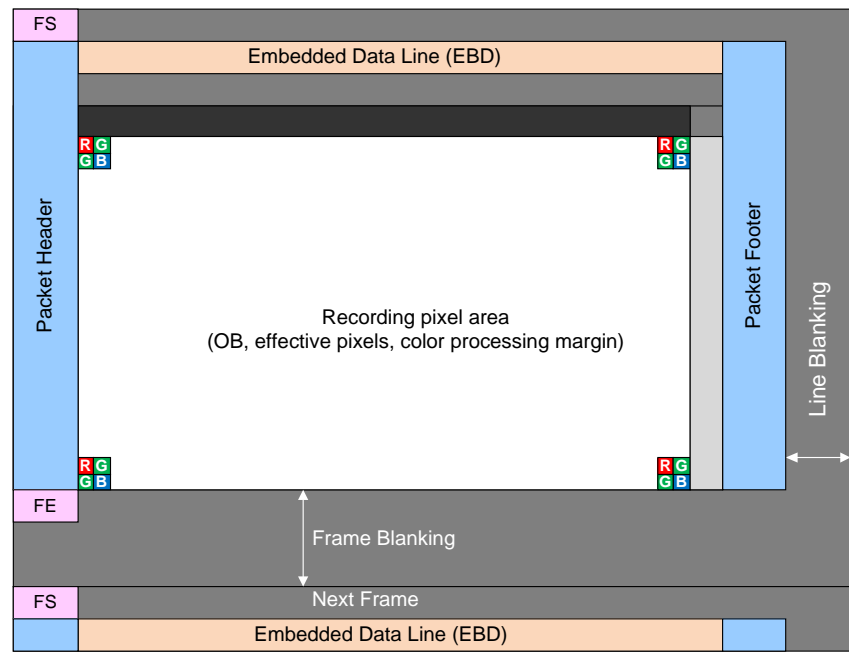 FS
Embedded Data Line (EBD)
R G R G
G B G B
Packet Header
Recording pixel area
(OB, effective pixels, color processing margin)
Packet Footer
Line Blanking
R G R G
G B G B
FE
Frame Blanking
FS
Next Frame
Embedded Data Line (EBD)